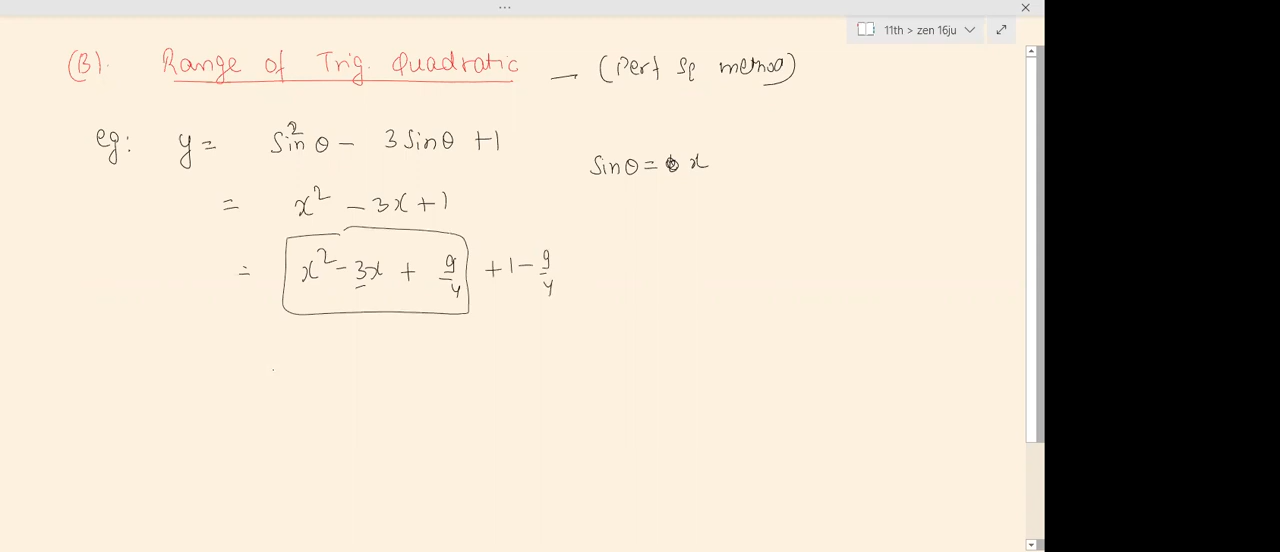 11th > zen 16ju
(B). Range of Trig. Quadratic — (Perf Sq method)
eg: y = sin²θ - 3 sinθ + 1
sinθ = x
= x² - 3x + 1
= x² - 3x + 9/4 + 1 - 9/4